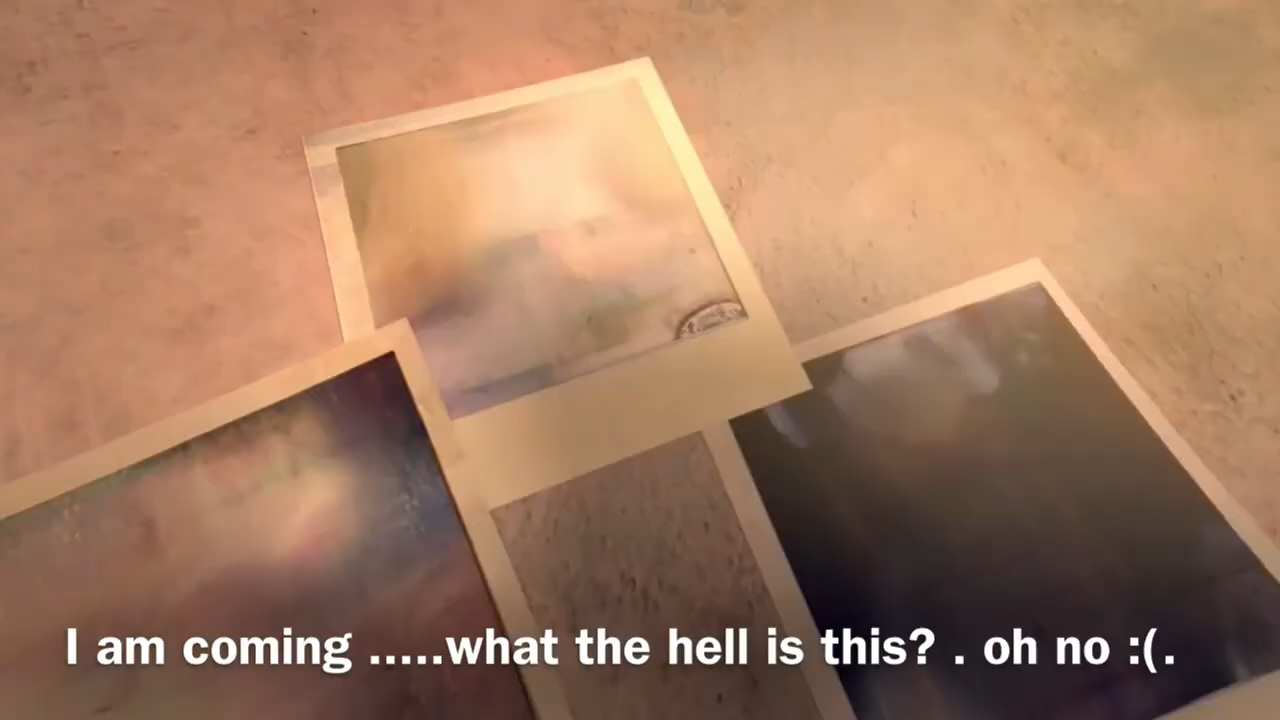 I am coming .....what the hell is this? . oh no :(.